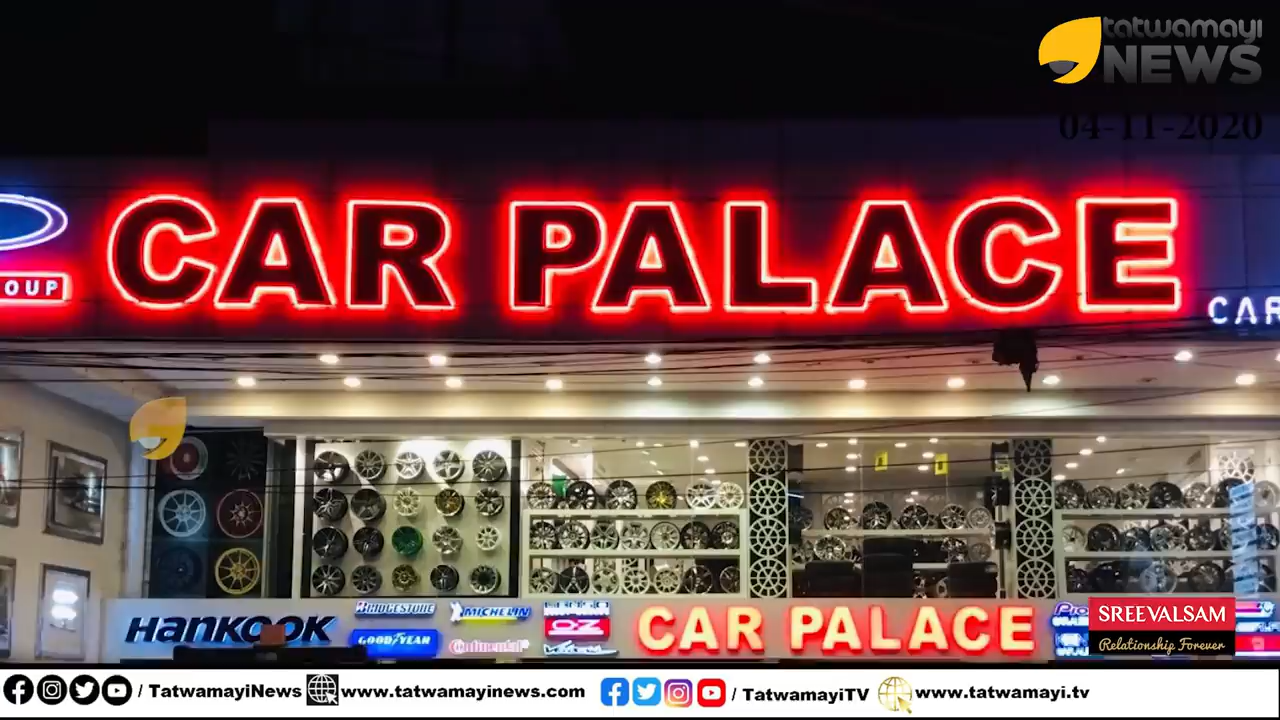 tatwamayi
NEWS
04-11-2020
CAR PALACE
OUP
CAR
HANKOOK
BRIDGESTONE
MICHELIN
GOODYEAR
Continental
OZ
CAR PALACE
SREEVALSAM
Relationship Forever
/ TatwamayiNews www.tatwamayinews.com / TatwamayiTV www.tatwamayi.tv